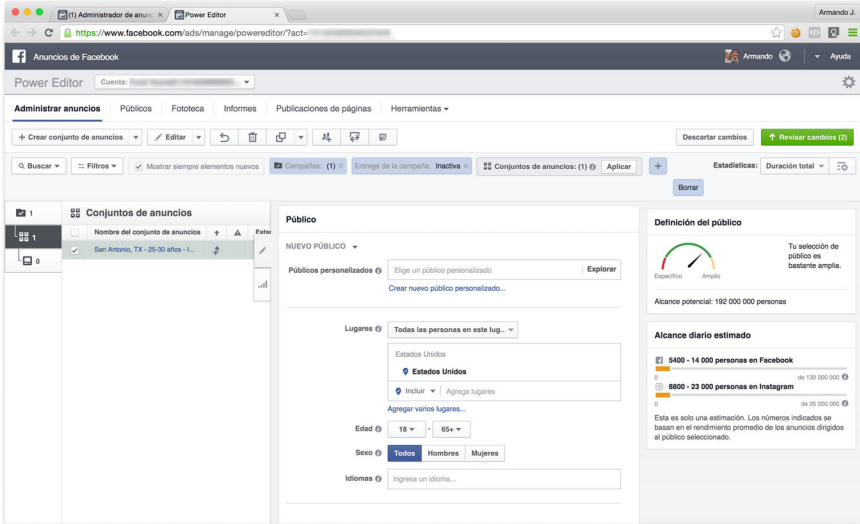 (1) Administrador de anunc
Power Editor
Armando J.
https://www.facebook.com/ads/manage/powereditor/?act=
Anuncios de Facebook
Armando
Ayuda
Power Editor
Cuenta:
Administrar anuncios
Públicos
Fototeca
Informes
Publicaciones de páginas
Herramientas
+ Crear conjunto de anuncios
Editar
Descartar cambios
Revisar cambios (2)
Buscar
Filtros
Mostrar siempre elementos nuevos
Campañas: (1)
Entrega de la campaña: Inactiva
Conjuntos de anuncios: (1)
Aplicar
+
Estadísticas:
Duración total
Borrar
1
1
0
Conjuntos de anuncios
Nombre del conjunto de anuncios
Estad
San Antonio, TX - 25-30 años - I...
Público
NUEVO PÚBLICO
Públicos personalizados
Elige un público personalizado
Explorar
Crear nuevo público personalizado...
Lugares
Todas las personas en este lug..
Estados Unidos
Estados Unidos
Incluir
Agrega lugares
Agregar varios lugares...
Edad
18 - 65+
Sexo
Todos
Hombres
Mujeres
Idiomas
Ingresa un idioma...
Definición del público
Específico
Amplio
Tu selección de
público es
bastante amplia.
Alcance potencial: 192 000 000 personas
Alcance diario estimado
5400 - 14 000 personas en Facebook
0
de 130 000 000
8800 - 23 000 personas en Instagram
0
de 35 000 000
Esta es solo una estimación. Los números indicados se
basan en el rendimiento promedio de los anuncios dirigidos
al público seleccionado.